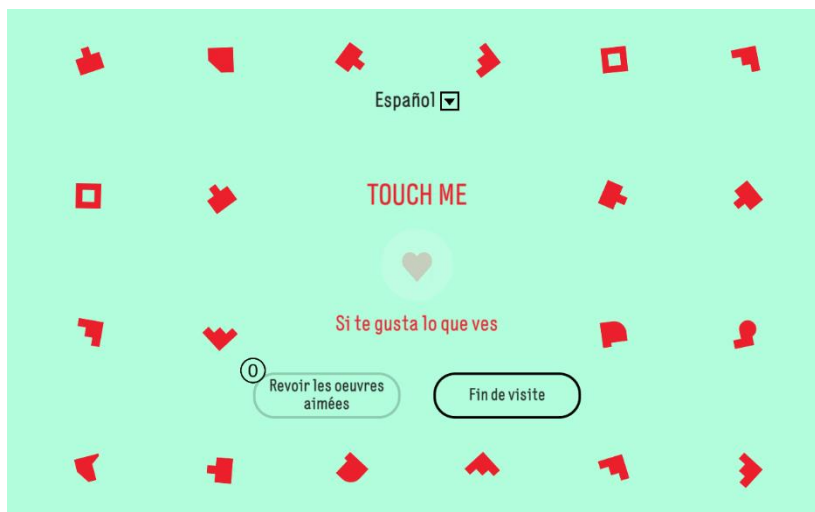 Español
TOUCH ME
Si te gusta lo que ves
0
Revoir les oeuvres
aimées
Fin de visite